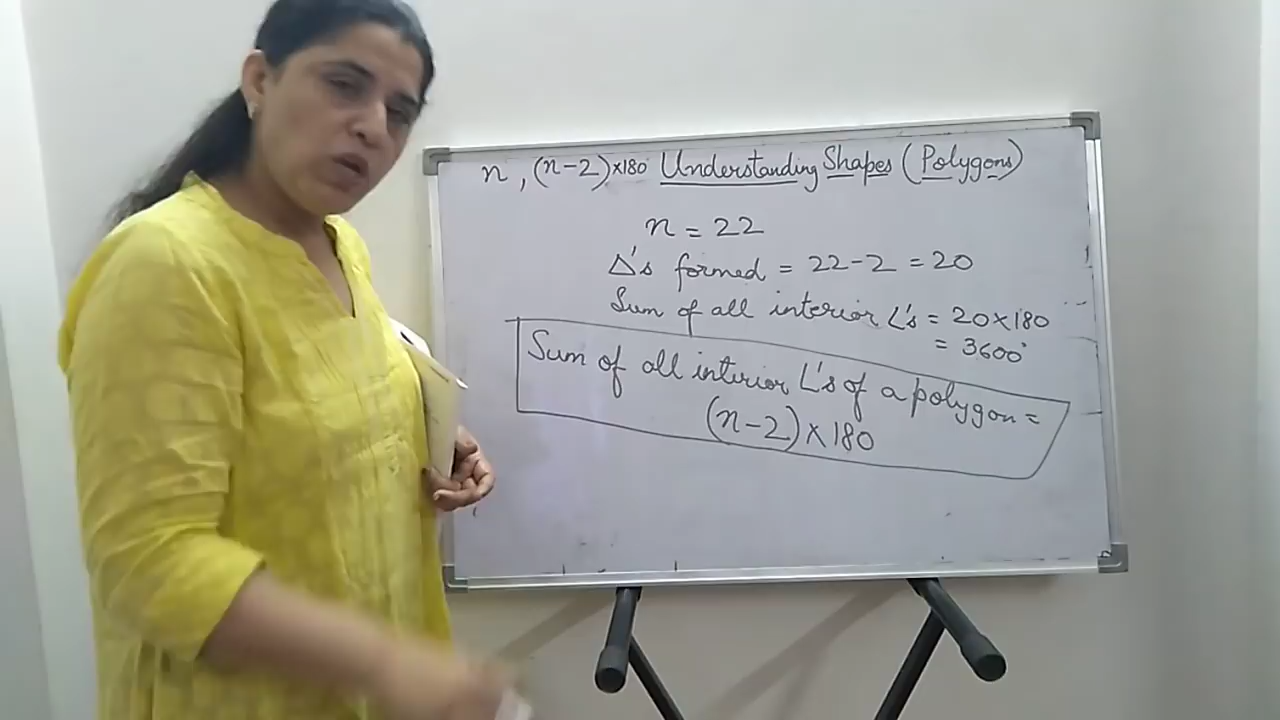 n, (n-2)×180 Understanding Shapes (Polygons)
n = 22
Δ's formed = 22-2 = 20
Sum of all interior ∠'s = 20×180
= 3600°
Sum of all interior ∠'s of a polygon =
(n-2)×180